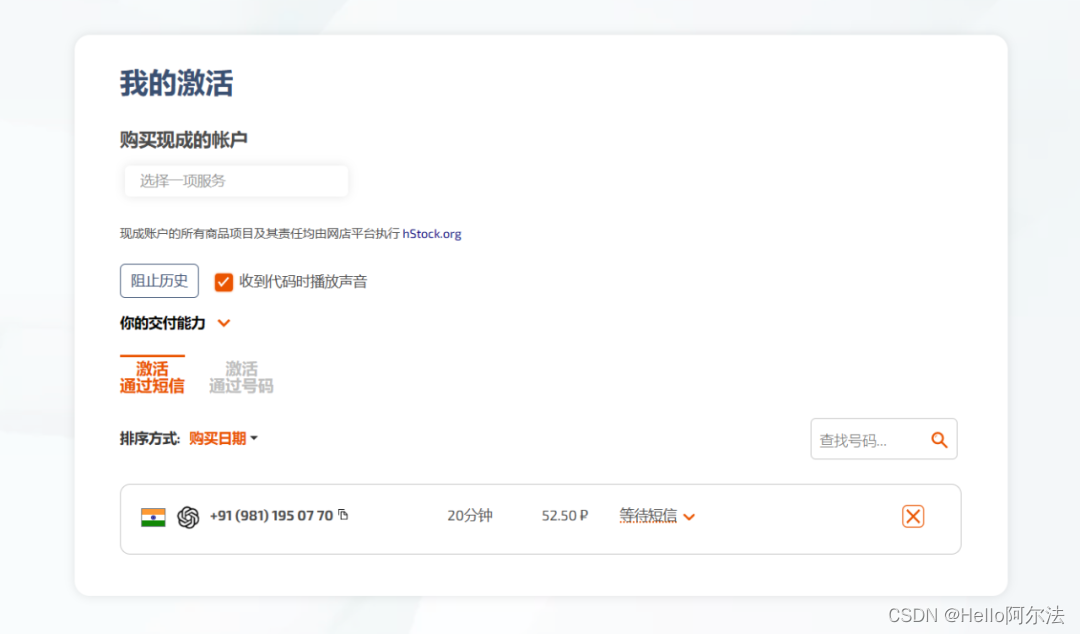 我的激活
购买现成的帐户
选择一项服务
现成账户的所有商品项目及其责任均由网店平台执行 hStock.org
阻止历史 收到代码时播放声音
你的交付能力
激活 激活
通过短信 通过号码
排序方式: 购买日期 查找号码...
+91 (981) 195 07 70 20分钟 52.50 ₽ 等待短信
CSDN @Hello阿尔法